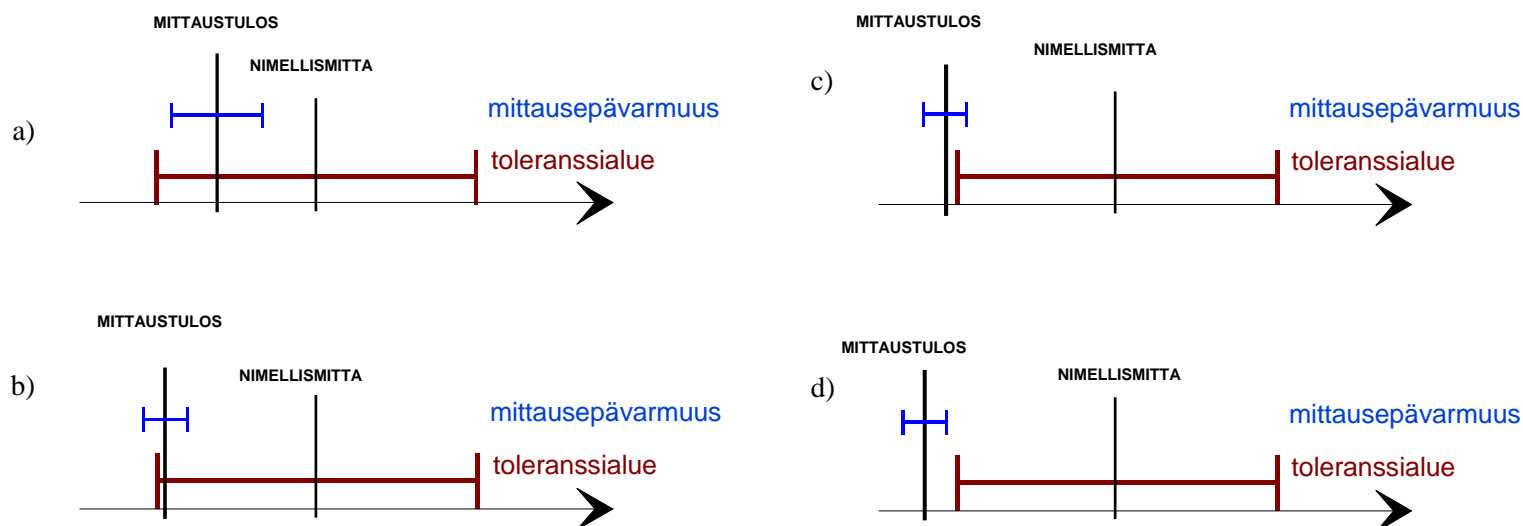 a)
MITTAUSTULOS
NIMELLISMITTA
mittausepävarmuus
toleranssialue
c)
MITTAUSTULOS
NIMELLISMITTA
mittausepävarmuus
toleranssialue
b)
MITTAUSTULOS
NIMELLISMITTA
mittausepävarmuus
toleranssialue
d)
MITTAUSTULOS
NIMELLISMITTA
mittausepävarmuus
toleranssialue